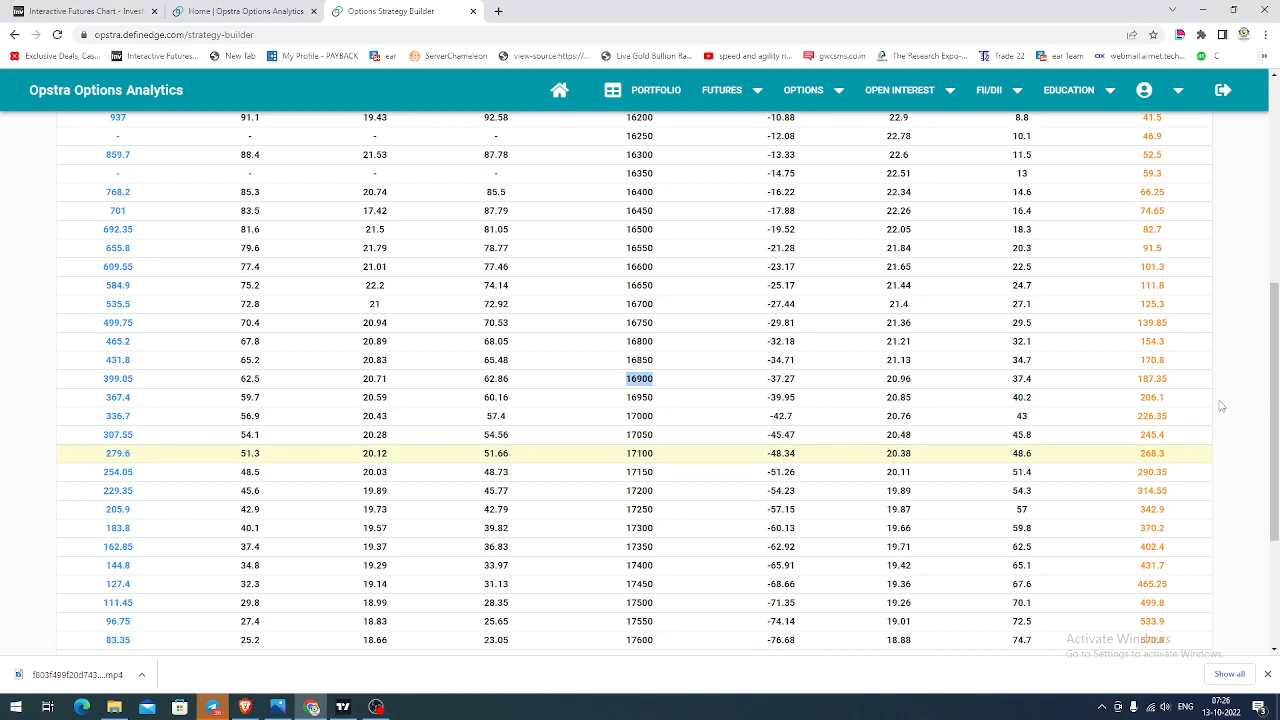 Interactive Futures Chart - Invest
Home | Opstra Options Analytics
Options Strategy Builder
opstra.definedge.com/strategy-builder
Exclusive Deals, Cas...
Interactive Futures...
New Tab
My Profile - PAYBACK
ear
ServerChameleon
view-source:https://...
Live Gold Bullion Ra...
speed and agility ri...
gwcsms.co.in
The Research Expo-...
Trade 22
ear Team
webmail.airnet.tech...
C
Opstra Options Analytics
PORTFOLIO
FUTURES
OPTIONS
OPEN INTEREST
FII/DII
EDUCATION
937 91.1 19.43 92.58 16200 -10.88 22.9 8.8 41.5
- - - - 16250 -12.08 22.78 10.1 46.9
859.7 88.4 21.53 87.78 16300 -13.33 22.6 11.5 52.5
- - - - 16350 -14.75 22.51 13 59.3
768.2 85.3 20.74 85.5 16400 -16.22 22.34 14.6 66.25
701 83.5 17.42 87.79 16450 -17.88 22.26 16.4 74.65
692.35 81.6 21.5 81.05 16500 -19.52 22.05 18.3 82.7
655.8 79.6 21.79 78.77 16550 -21.28 21.84 20.3 91.5
609.55 77.4 21.01 77.46 16600 -23.17 21.65 22.5 101.3
584.9 75.2 22.2 74.14 16650 -25.17 21.44 24.7 111.8
535.5 72.8 21 72.92 16700 -27.44 21.4 27.1 125.3
499.75 70.4 20.94 70.53 16750 -29.81 21.36 29.5 139.85
465.2 67.8 20.89 68.05 16800 -32.18 21.21 32.1 154.3
431.8 65.2 20.83 65.48 16850 -34.71 21.13 34.7 170.8
399.05 62.5 20.71 62.86 16900 -37.27 20.96 37.4 187.35
367.4 59.7 20.59 60.16 16950 -39.95 20.85 40.2 206.1
336.7 56.9 20.43 57.4 17000 -42.7 20.76 43 226.35
307.55 54.1 20.28 54.56 17050 -45.47 20.48 45.8 245.4
279.6 51.3 20.12 51.66 17100 -48.34 20.38 48.6 268.3
254.05 48.5 20.03 48.73 17150 -51.26 20.11 51.4 290.35
229.35 45.6 19.89 45.77 17200 -54.23 19.89 54.3 314.55
205.9 42.9 19.73 42.79 17250 -57.15 19.87 57 342.9
183.8 40.1 19.57 39.82 17300 -60.13 19.66 59.8 370.2
162.85 37.4 19.37 36.83 17350 -62.92 19.71 62.5 402.4
144.8 34.8 19.29 33.97 17400 -65.91 19.42 65.1 431.7
127.4 32.3 19.14 31.13 17450 -68.66 19.36 67.6 465.25
111.45 29.8 18.99 28.35 17500 -71.35 19.26 70.1 499.8
96.75 27.4 18.83 25.65 17550 -74.14 19.01 72.5 533.9
83.35 25.2 18.66 23.05 17600 -76.68 18.88 74.7
Activate Windows
Go to Settings to activate Windows.
f803f499f20d743....mp4
Show all
36
ENG
07:26
13-10-2022